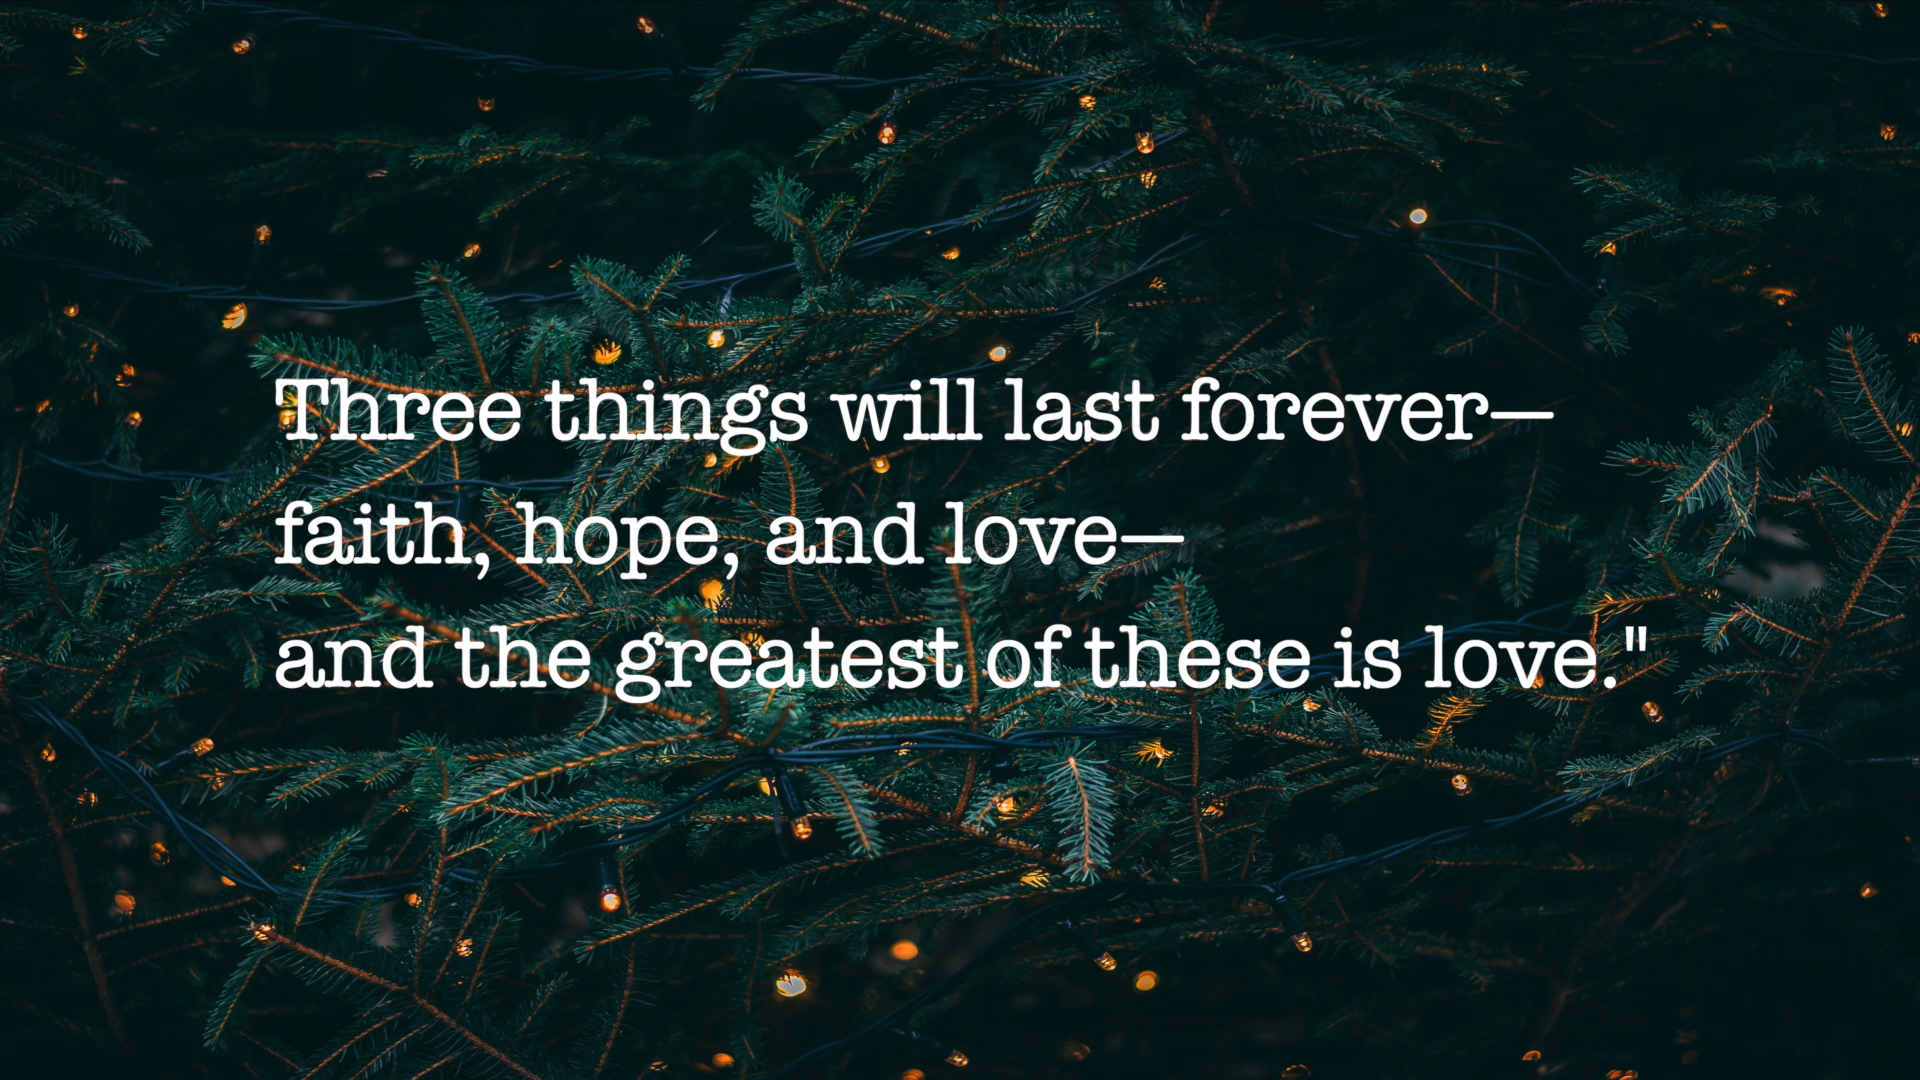 Three things will last forever—
faith, hope, and love—
and the greatest of these is love."